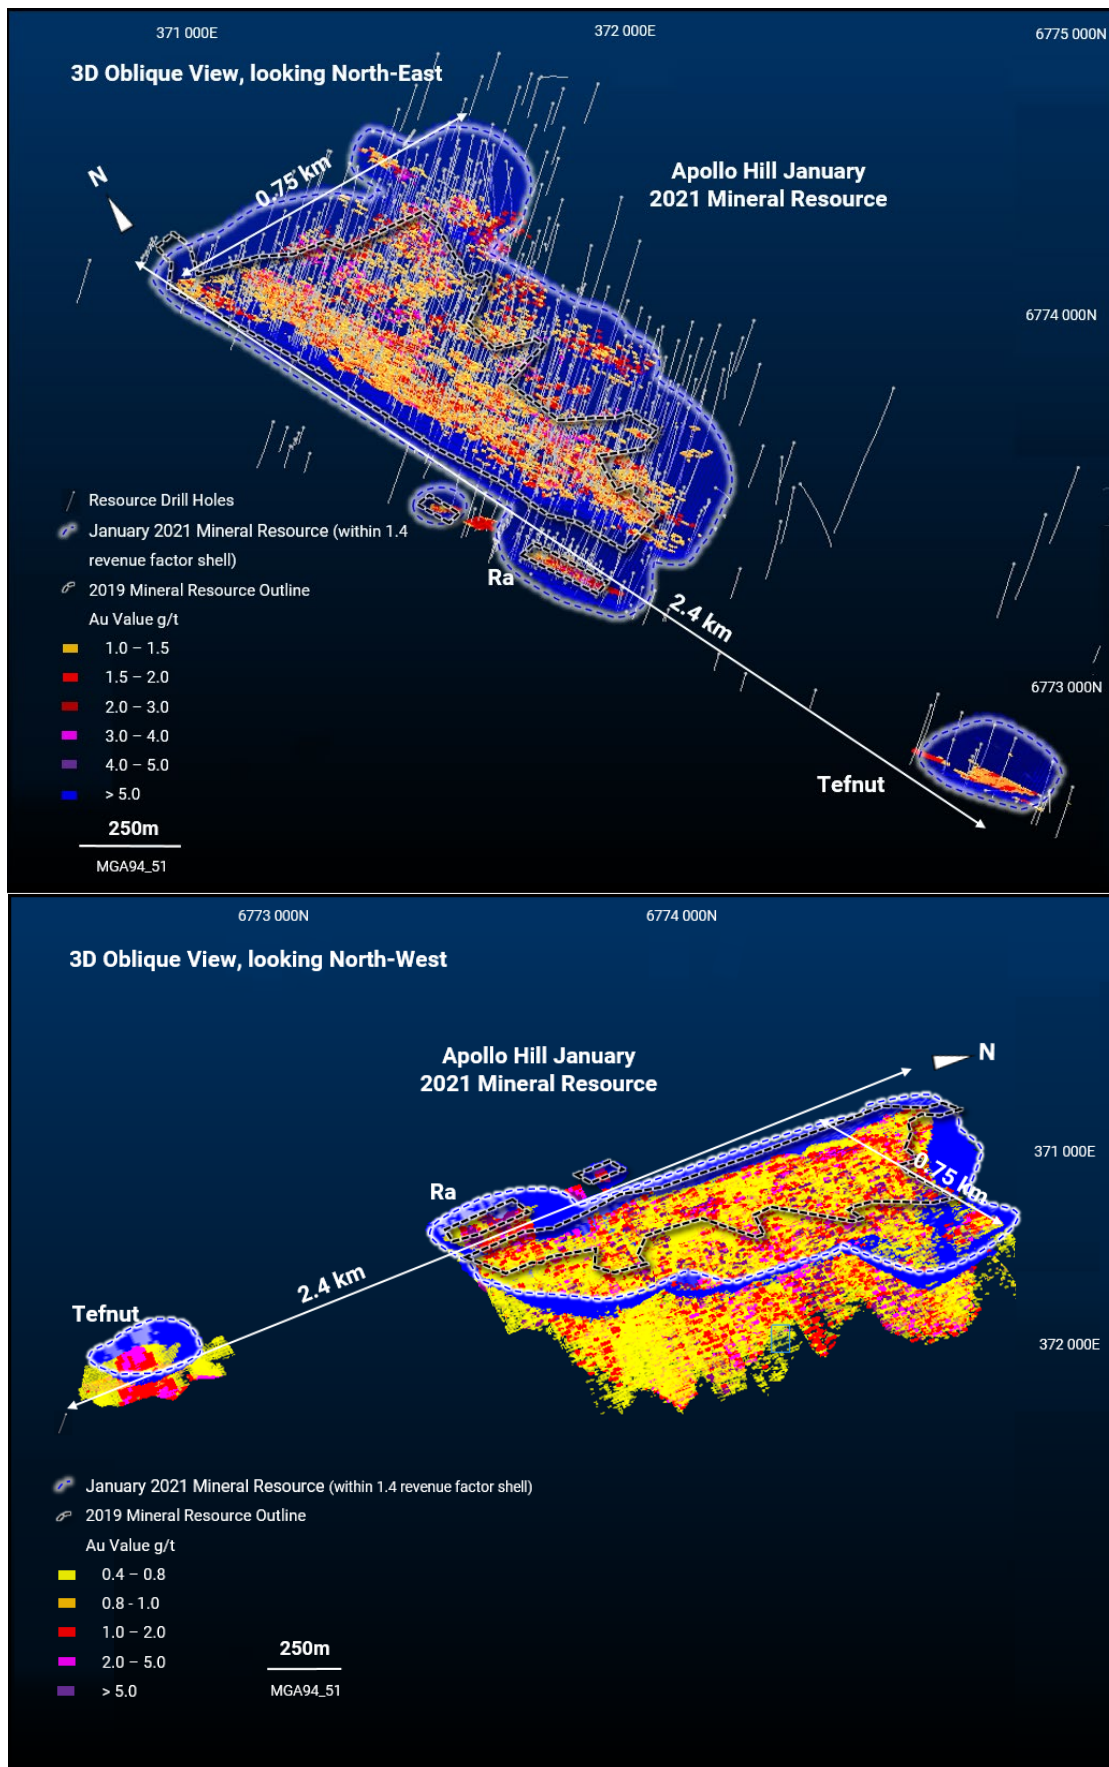 371 000E
372 000E
6775 000N
3D Oblique View, looking North-East
N
0.75 km
Apollo Hill January
2021 Mineral Resource
6774 000N
Resource Drill Holes
January 2021 Mineral Resource (within 1.4
revenue factor shell)
2019 Mineral Resource Outline
Au Value g/t
1.0 – 1.5
1.5 – 2.0
2.0 – 3.0
3.0 – 4.0
4.0 – 5.0
> 5.0
250m
MGA94_51
Ra
2.4 km
6773 000N
Tefnut
6773 000N
6774 000N
3D Oblique View, looking North-West
Apollo Hill January
2021 Mineral Resource
N
371 000E
0.75 km
Ra
2.4 km
Tefnut
372 000E
January 2021 Mineral Resource (within 1.4 revenue factor shell)
2019 Mineral Resource Outline
Au Value g/t
0.4 – 0.8
0.8 - 1.0
1.0 – 2.0
2.0 – 5.0
> 5.0
250m
MGA94_51